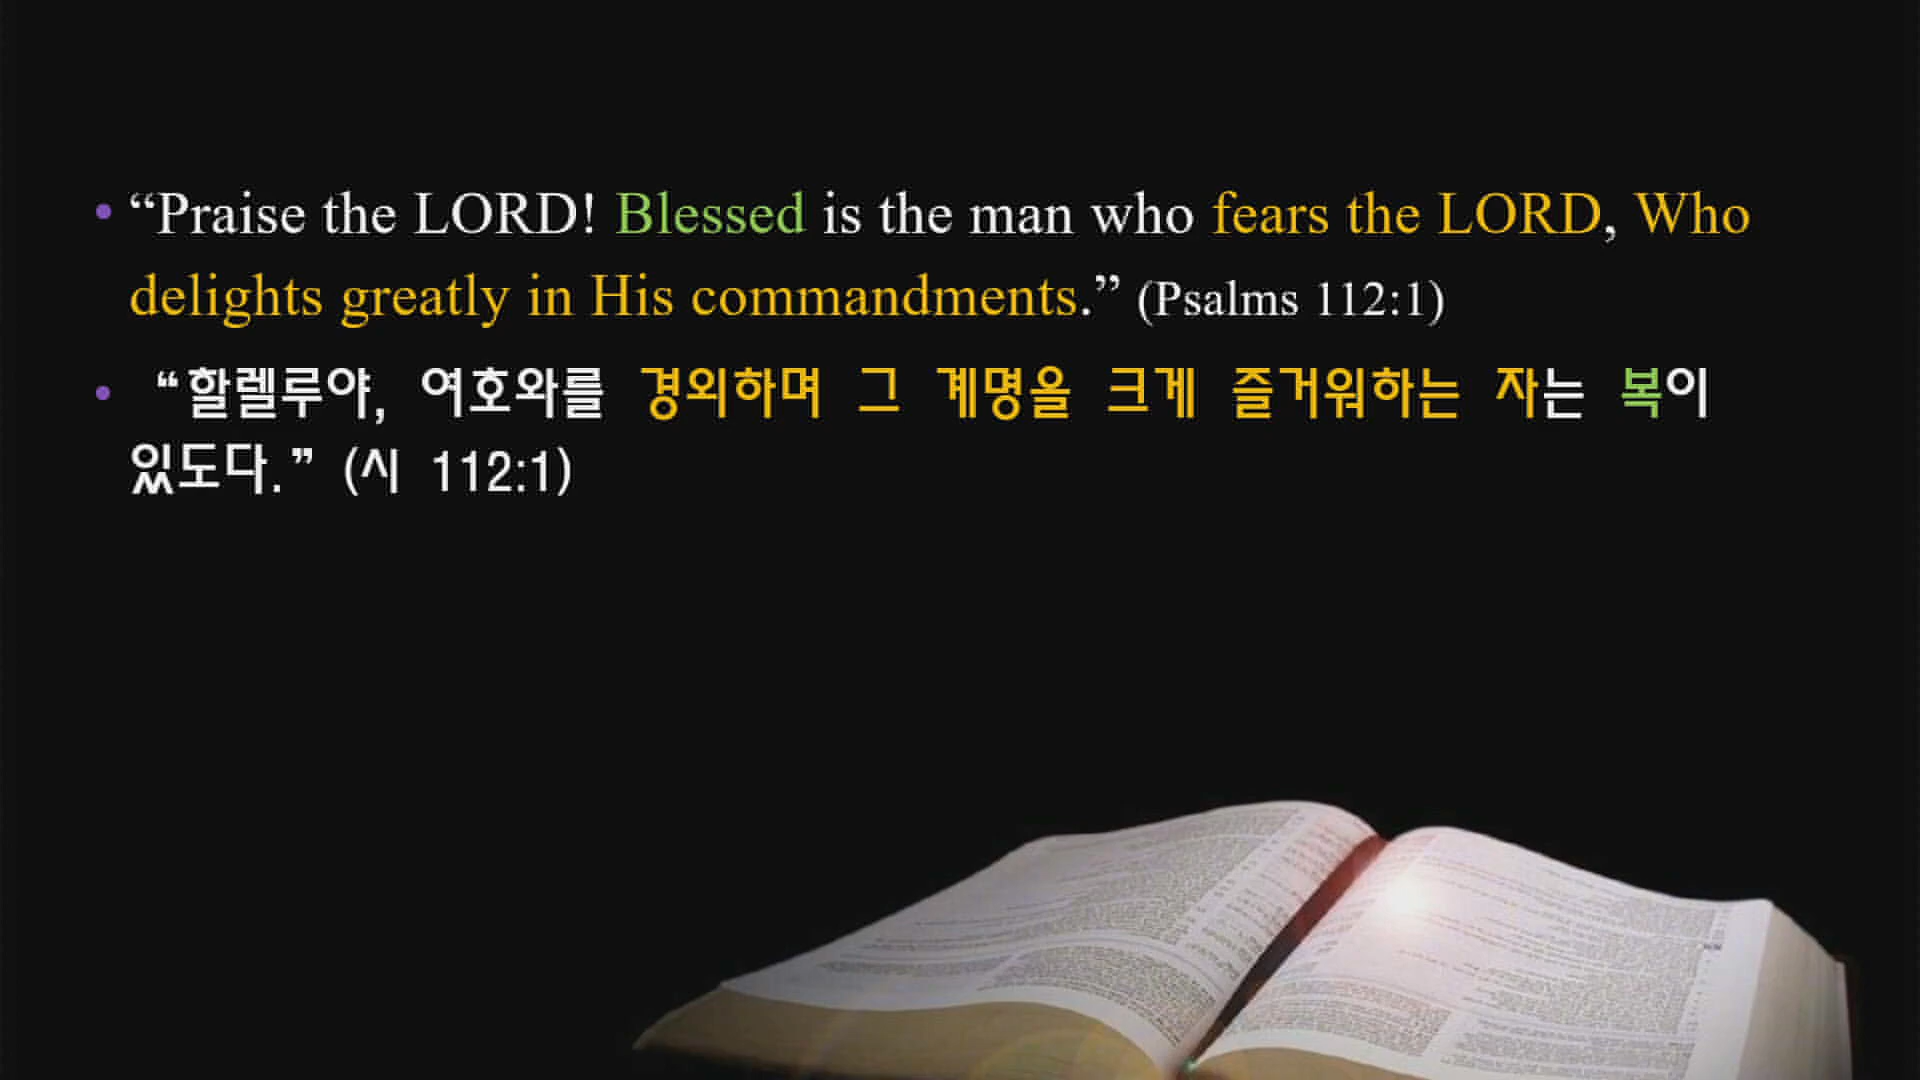 • “Praise the LORD! Blessed is the man who fears the LORD, Who
delights greatly in His commandments.” (Psalms 112:1)
• “할렐루야, 여호와를 경외하며 그 계명을 크게 즐거워하는 자는 복이
있도다.” (시 112:1)